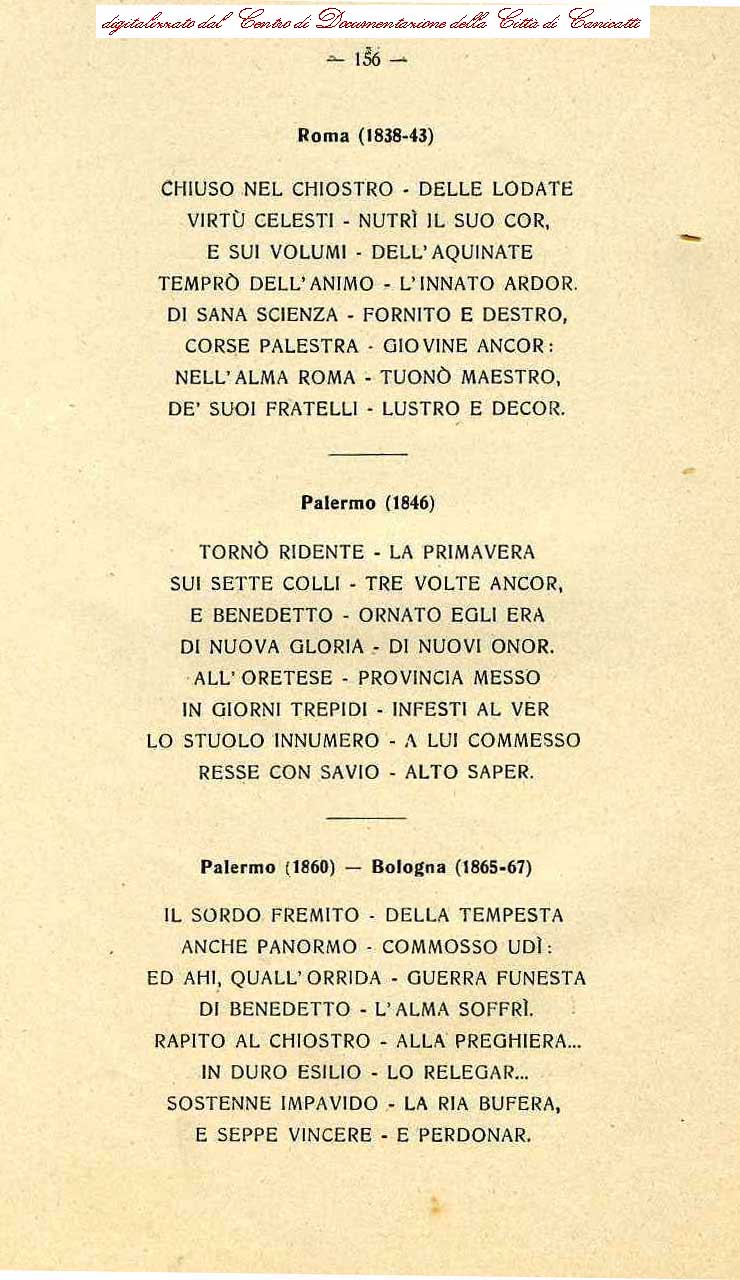 digitalizzato dal Centro di Documentazione della Città di Canicattì
— 156 —
Roma (1838-43)
CHIUSO NEL CHIOSTRO - DELLE LODATE
VIRTÙ CELESTI - NUTRÌ IL SUO COR,
E SUI VOLUMI - DELL' AQUINATE
TEMPRÒ DELL' ANIMO - L' INNATO ARDOR.
DI SANA SCIENZA - FORNITO E DESTRO,
CORSE PALESTRA - GIOVINE ANCOR:
NELL' ALMA ROMA - TUONÒ MAESTRO,
DE' SUOI FRATELLI - LUSTRO E DECOR.
Palermo (1846)
TORNÒ RIDENTE - LA PRIMAVERA
SUI SETTE COLLI - TRE VOLTE ANCOR,
E BENEDETTO - ORNATO EGLI ERA
DI NUOVA GLORIA - DI NUOVI ONOR.
ALL' ORETESE - PROVINCIA MESSO
IN GIORNI TREPIDI - INFESTI AL VER
LO STUOLO INNUMERO - A LUI COMMESSO
RESSE CON SAVIO - ALTO SAPER.
Palermo (1860) — Bologna (1865-67)
IL SORDO FREMITO - DELLA TEMPESTA
ANCHE PANORMO - COMMOSSO UDÌ:
ED AHI, QUALL' ORRIDA - GUERRA FUNESTA
DI BENEDETTO - L' ALMA SOFFRÌ.
RAPITO AL CHIOSTRO - ALLA PREGHIERA...
IN DURO ESILIO - LO RELEGAR...
SOSTENNE IMPAVIDO - LA RIA BUFERA,
E SEPPE VINCERE - E PERDONAR.